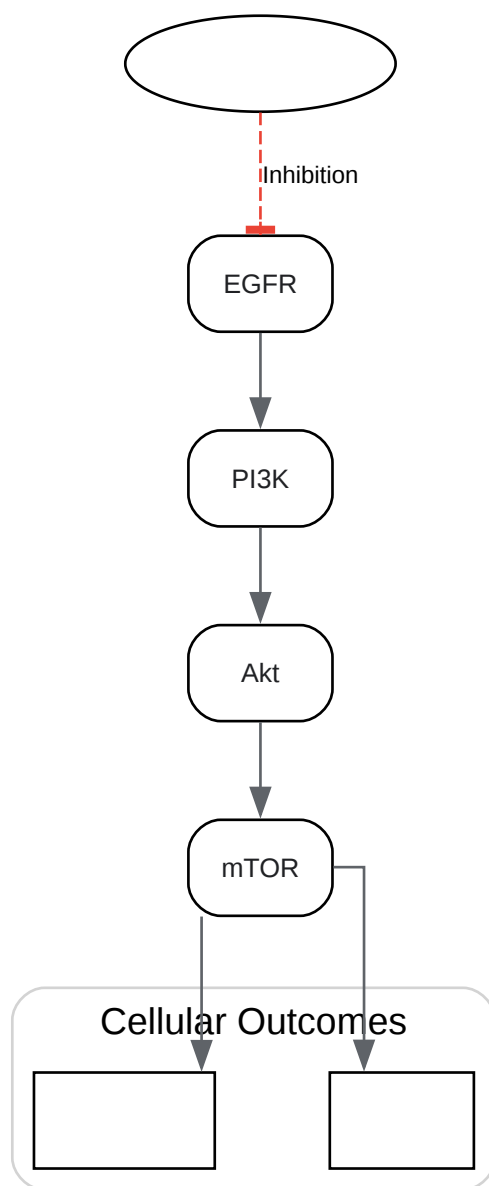 Inhibition
EGFR
PI3K
Akt
mTOR
Cellular Outcomes